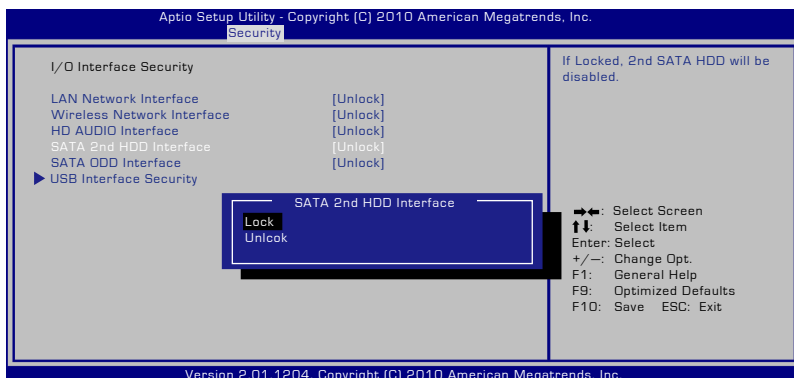 Aptio Setup Utility - Copyright (C) 2010 American Megatrends, Inc.
Security
I/O Interface Security
LAN Network Interface [Unlock]
Wireless Network Interface [Unlock]
HD AUDIO Interface [Unlock]
SATA 2nd HDD Interface [Unlock]
SATA ODD Interface [Unlock]
USB Interface Security
If Locked, 2nd SATA HDD will be
disabled.
SATA 2nd HDD Interface
Lock
Unlcok
→←: Select Screen
↑↓: Select Item
Enter: Select
+/—: Change Opt.
F1: General Help
F9: Optimized Defaults
F10: Save ESC: Exit
Version 2.01.1204. Copyright (C) 2010 American Megatrends, Inc.